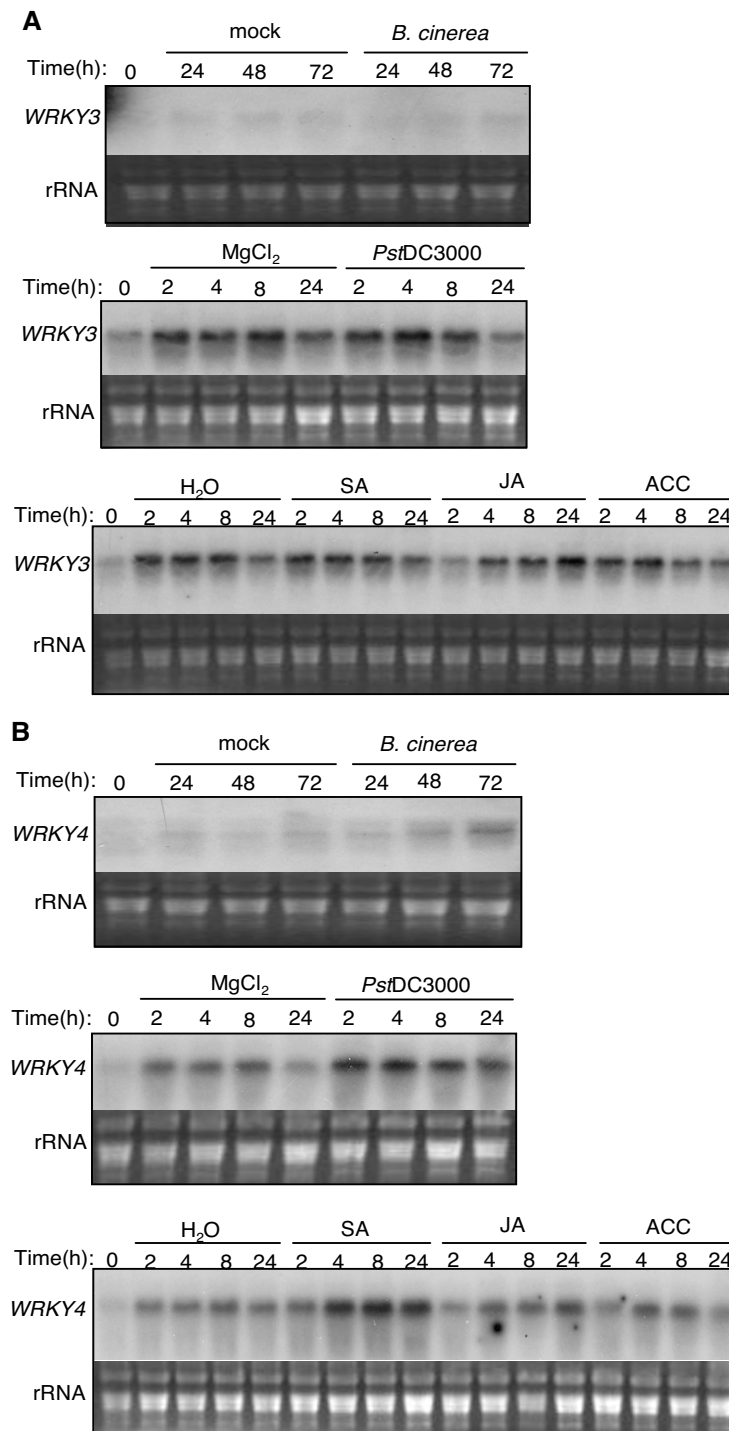 A
mock B. cinerea
Time(h): 0 24 48 72 24 48 72
WRKY3
rRNA
MgCl₂ PstDC3000
Time(h): 0 2 4 8 24 2 4 8 24
WRKY3
rRNA
H₂O SA JA ACC
Time(h): 0 2 4 8 24 2 4 8 24 2 4 8 24 2 4 8 24
WRKY3
rRNA
B
mock B. cinerea
Time(h): 0 24 48 72 24 48 72
WRKY4
rRNA
MgCl₂ PstDC3000
Time(h): 0 2 4 8 24 2 4 8 24
WRKY4
rRNA
H₂O SA JA ACC
Time(h): 0 2 4 8 24 2 4 8 24 2 4 8 24 2 4 8 24
WRKY4
rRNA